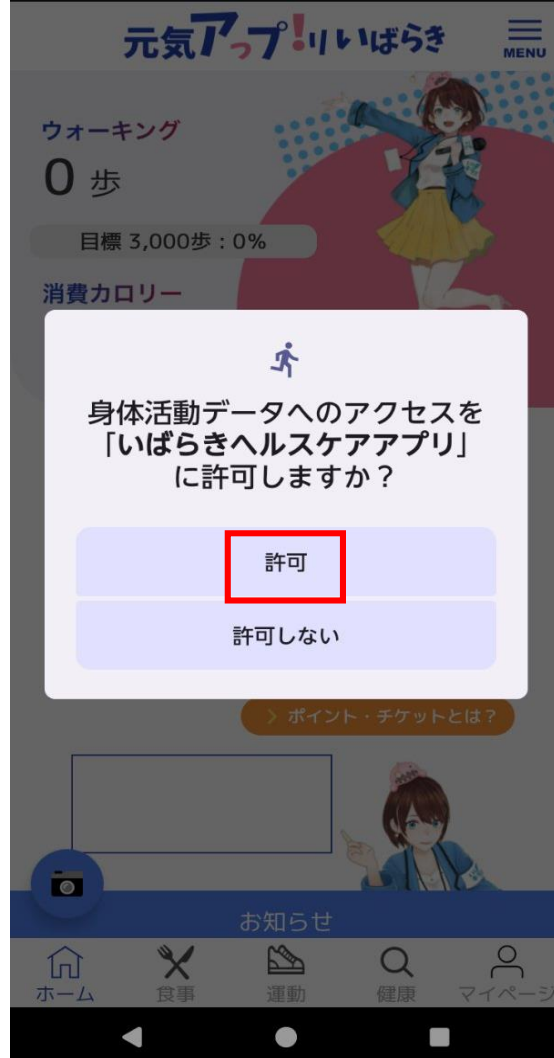 元気アっプ!りいばらき
MENU
ウォーキング
0 歩
目標 3,000歩:0%
消費カロリー
身体活動データへのアクセスを
「いばらきヘルスケアアプリ」
に許可しますか?
許可
許可しない
> ポイント・チケットとは?
お知らせ
ホーム 食事 運動 健康 マイページ